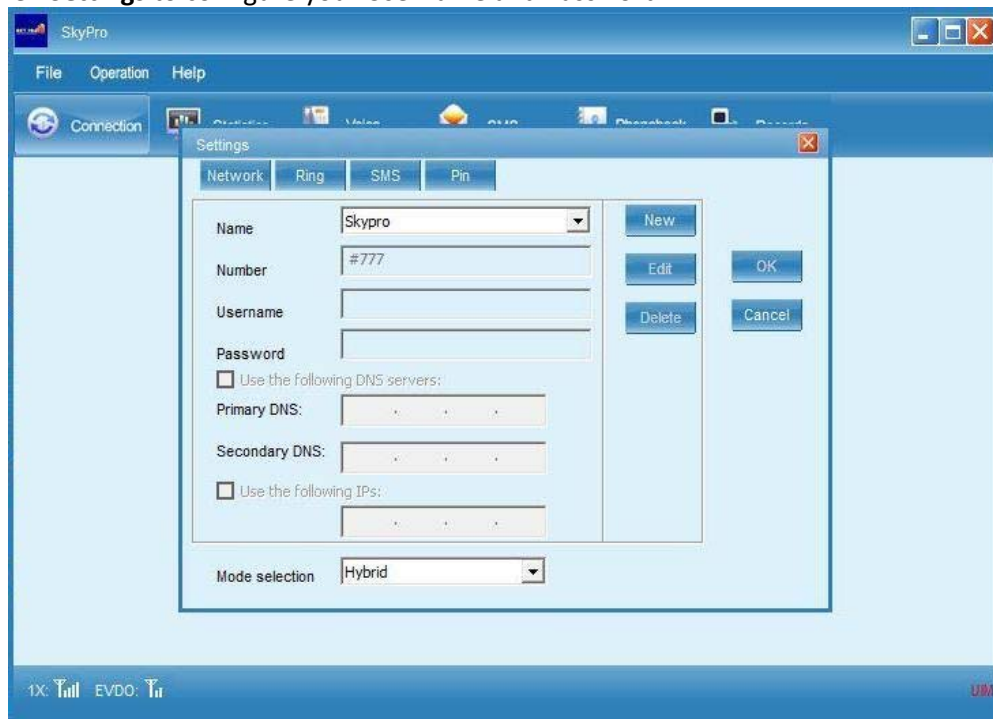 SkyPro
File Operation Help
Connection
Settings
Network Ring SMS Pin
Name Skypro New
Number #777 Edit OK
Username Delete Cancel
Password
Use the following DNS servers:
Primary DNS: . . .
Secondary DNS: . . .
Use the following IPs:
. . .
Mode selection Hybrid
1X: EVDO: UIM